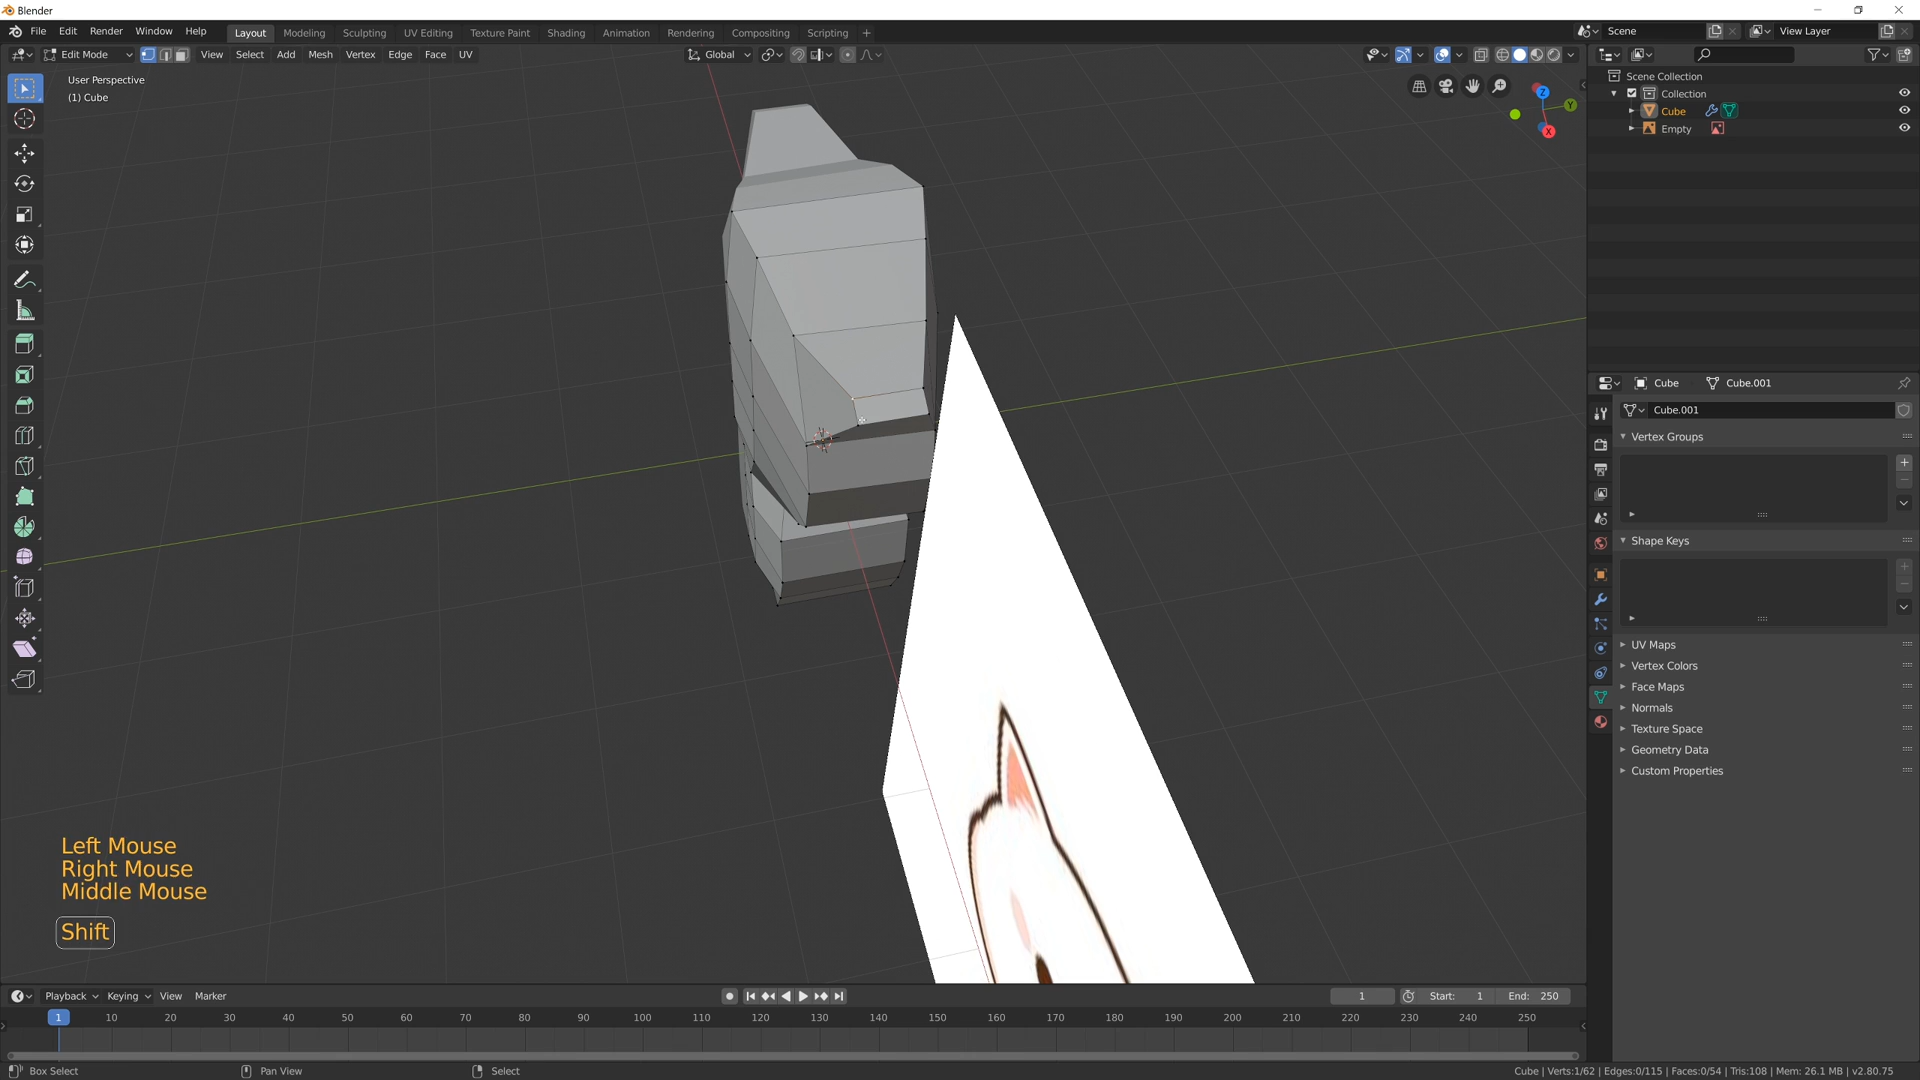 Blender
File Edit Render Window Help
Layout Modeling Sculpting UV Editing Texture Paint Shading Animation Rendering Compositing Scripting +
Scene
View Layer
Edit Mode
View Select Add Mesh Vertex Edge Face UV
Global
User Perspective
(1) Cube
Z
Y
X
Scene Collection
Collection
Cube
Empty
Cube
Cube.001
Cube.001
Vertex Groups
Shape Keys
UV Maps
Vertex Colors
Face Maps
Normals
Texture Space
Geometry Data
Custom Properties
Left Mouse
Right Mouse
Middle Mouse
Shift
Playback Keying View Marker
1
Start: 1
End: 250
1 10 20 30 40 50 60 70 80 90 100 110 120 130 140 150 160 170 180 190 200 210 220 230 240 250
Box Select
Pan View
Select
Cube | Verts:1/62 | Edges:0/115 | Faces:0/54 | Tris:108 | Mem: 26.1 MB | v2.80.75